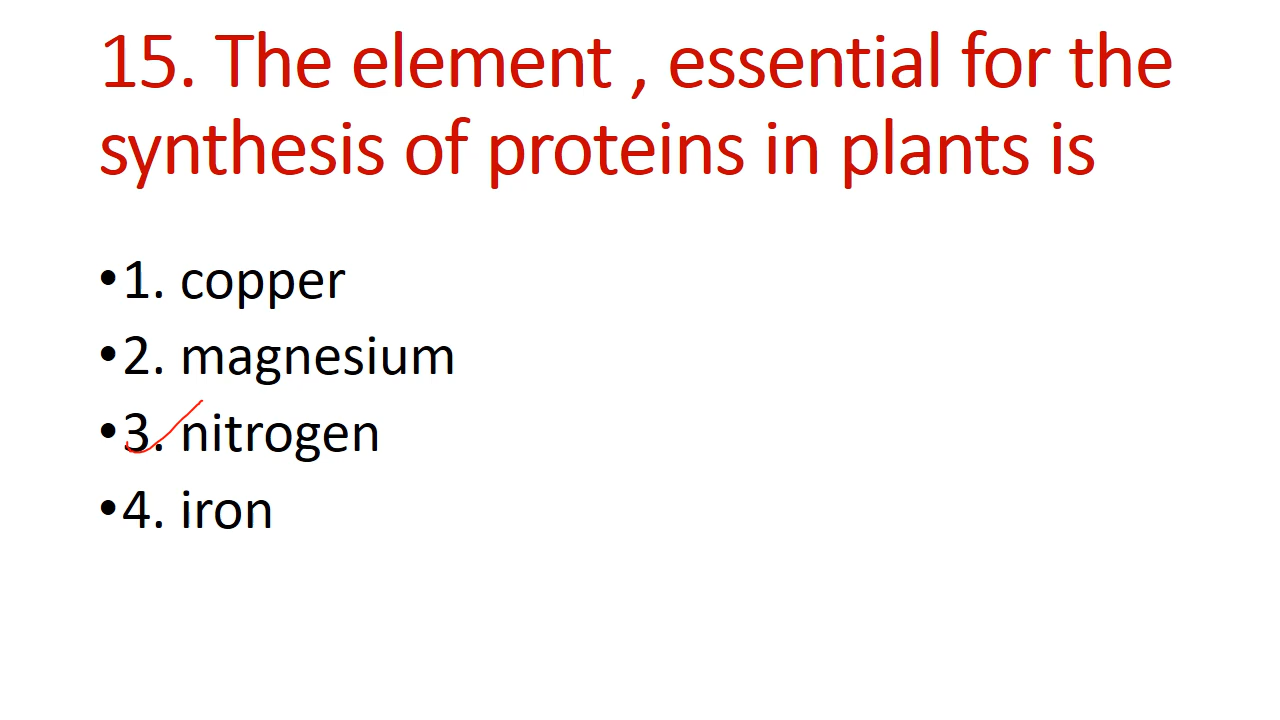 15. The element , essential for the
synthesis of proteins in plants is
•1. copper
•2. magnesium
•3. nitrogen
•4. iron